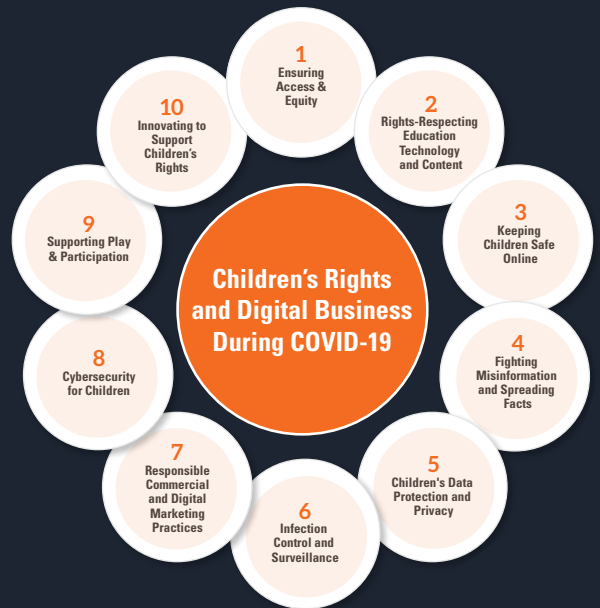 Children’s Rights
and Digital Business
During COVID-19
1
Ensuring
Access &
Equity
2
Rights-Respecting
Education
Technology
and Content
3
Keeping
Children Safe
Online
4
Fighting
Misinformation
and Spreading
Facts
5
Children's Data
Protection and
Privacy
6
Infection
Control and
Surveillance
7
Responsible
Commercial
and Digital
Marketing
Practices
8
Cybersecurity
for Children
9
Supporting Play
& Participation
10
Innovating to
Support
Children’s
Rights